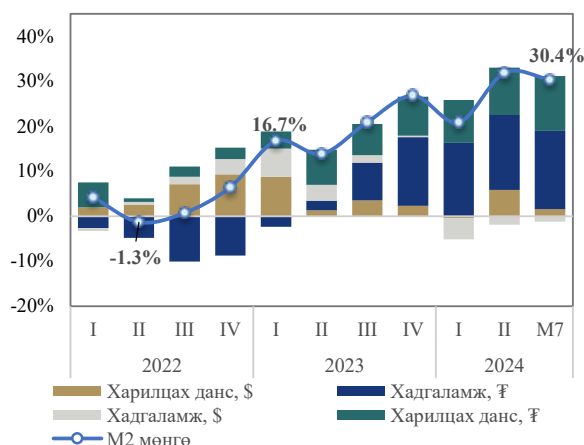 40%
30%
20%
10%
0%
-10%
-20%
30.4%
16.7%
-1.3%
I II III IV I II III IV I II M7
2022 2023 2024
Харилцах данс, $ Хадгаламж, ₮
Хадгаламж, $ Харилцах данс, ₮
М2 мөнгө